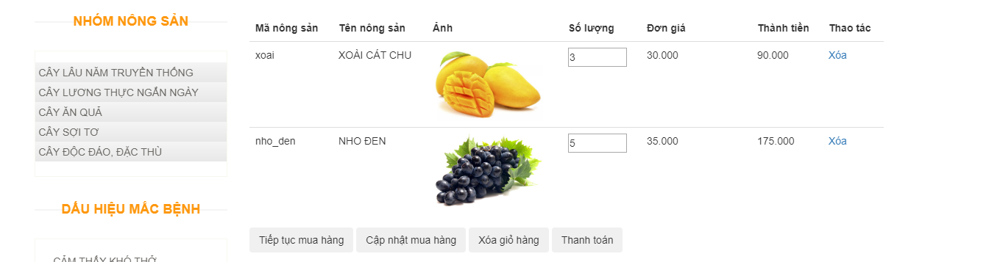 NHÓM NÔNG SẢN
CÂY LÂU NĂM TRUYỀN THỐNG
CÂY LƯƠNG THỰC NGẮN NGÀY
CÂY ĂN QUẢ
CÂY SỢI TƠ
CÂY ĐỘC ĐÁO, ĐẶC THÙ
DẤU HIỆU MẮC BỆNH
CẢM THẤY KHÓ THỞ
Mã nông sản Tên nông sản Ảnh Số lượng Đơn giá Thành tiền Thao tác
xoai XOÀI CÁT CHU 3 30.000 90.000 Xóa
nho_den NHO ĐEN 5 35.000 175.000 Xóa
Tiếp tục mua hàng Cập nhật mua hàng Xóa giỏ hàng Thanh toán